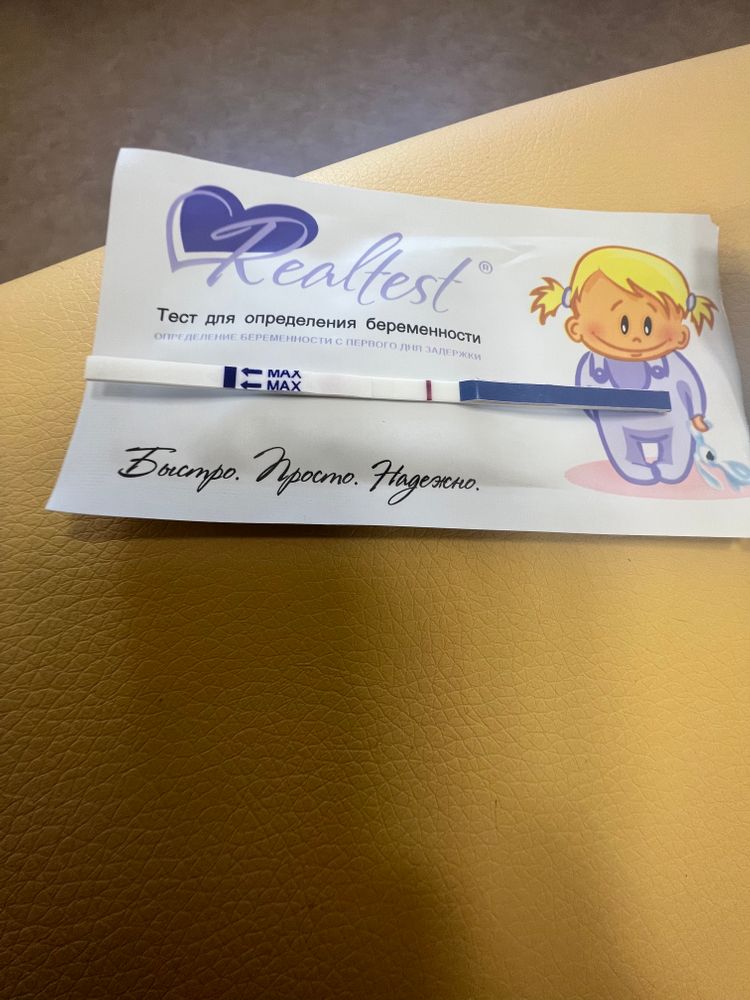 Realtest®
Тест для определения беременности
ОПРЕДЕЛЕНИЕ БЕРЕМЕННОСТИ С ПЕРВОГО ДНЯ ЗАДЕРЖКИ
MAX
MAX
Быстро. Просто. Надежно.